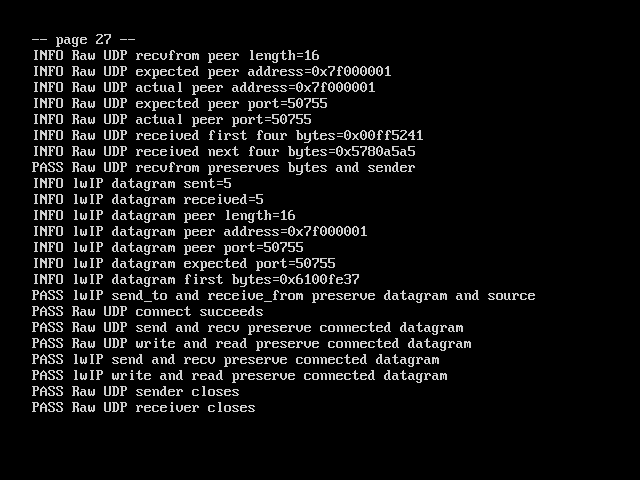 -- page 27 --
INFO Raw UDP recvfrom peer length=16
INFO Raw UDP expected peer address=0x7f000001
INFO Raw UDP actual peer address=0x7f000001
INFO Raw UDP expected peer port=50755
INFO Raw UDP actual peer port=50755
INFO Raw UDP received first four bytes=0x00ff5241
INFO Raw UDP received next four bytes=0x5780a5a5
PASS Raw UDP recvfrom preserves bytes and sender
INFO lwIP datagram sent=5
INFO lwIP datagram received=5
INFO lwIP datagram peer length=16
INFO lwIP datagram peer address=0x7f000001
INFO lwIP datagram peer port=50755
INFO lwIP datagram expected port=50755
INFO lwIP datagram first bytes=0x6100fe37
PASS lwIP send_to and receive_from preserve datagram and source
PASS Raw UDP connect succeeds
PASS Raw UDP send and recv preserve connected datagram
PASS Raw UDP write and read preserve connected datagram
PASS lwIP send and recv preserve connected datagram
PASS lwIP write and read preserve connected datagram
PASS Raw UDP sender closes
PASS Raw UDP receiver closes